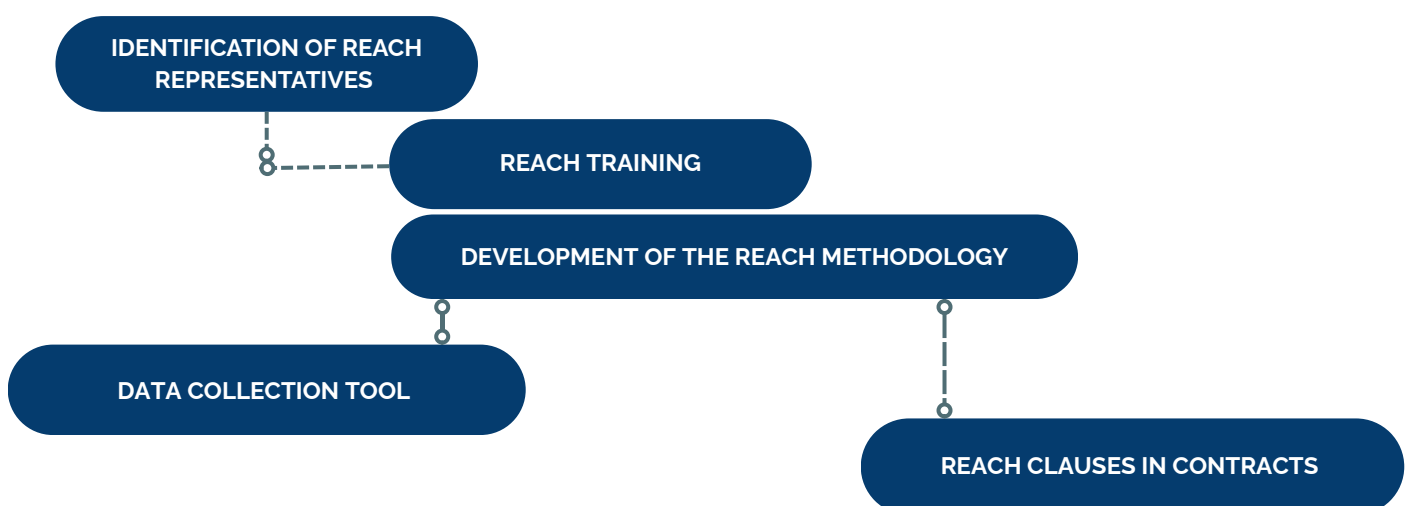 IDENTIFICATION OF REACH
REPRESENTATIVES
REACH TRAINING
DEVELOPMENT OF THE REACH METHODOLOGY
DATA COLLECTION TOOL
REACH CLAUSES IN CONTRACTS